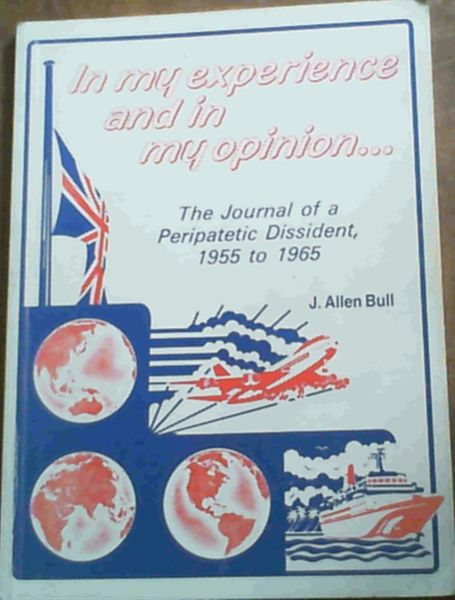 In my experience
and in
my opinion...
The Journal of a
Peripatetic Dissident,
1955 to 1965
J. Allen Bull